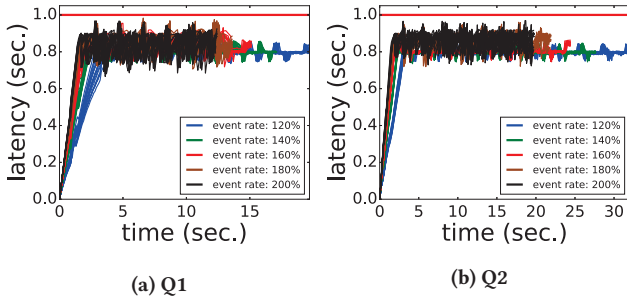 latency (sec.)
1.0
0.8
0.6
0.4
0.2
0.0
event rate: 120%
event rate: 140%
event rate: 160%
event rate: 180%
event rate: 200%
0 5 10 15
time (sec.)
(a) Q1
latency (sec.)
1.0
0.8
0.6
0.4
0.2
0.0
event rate: 120%
event rate: 140%
event rate: 160%
event rate: 180%
event rate: 200%
0 5 10 15 20 25 30
time (sec.)
(b) Q2